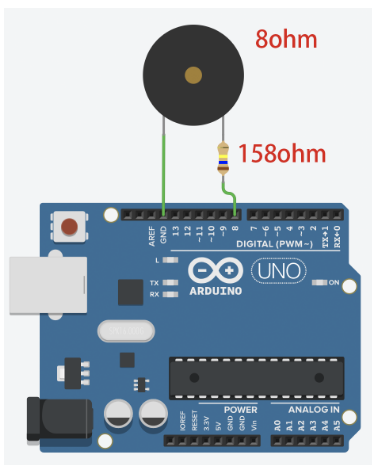 8ohm
158ohm
AREF
GND
13
12
~11
~10
~9
8
7
~6
~5
4
~3
2
TX→1
RX←0
DIGITAL (PWM~)
L
TX
RX
ARDUINO
UNO
ON
IOREF
RESET
3.3V
5V
GND
GND
Vin
POWER
ANALOG IN
A0
A1
A2
A3
A4
A5